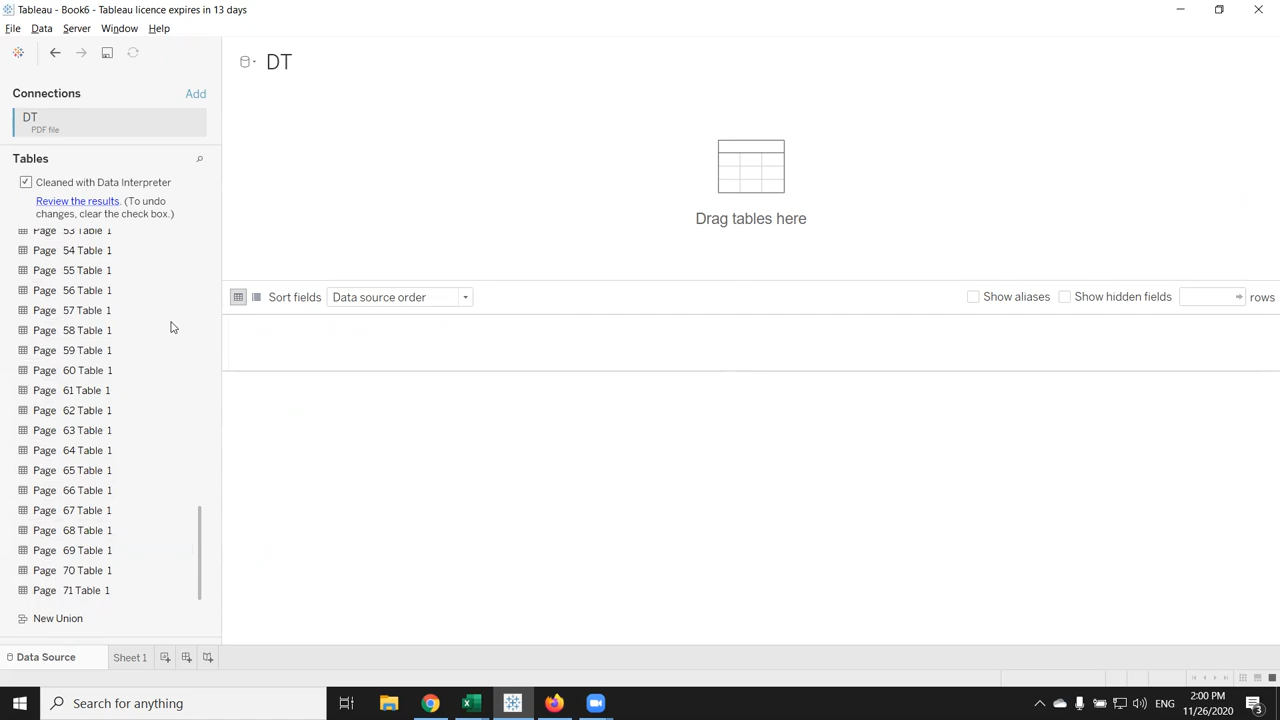 Tableau - Book6 - Tableau licence expires in 13 days
File Data Server Window Help
Connections Add
DT
PDF file
Tables
Cleaned with Data Interpreter
Review the results. (To undo
changes, clear the check box.)
Page 53 Table 1
Page 54 Table 1
Page 55 Table 1
Page 56 Table 1
Page 57 Table 1
Page 58 Table 1
Page 59 Table 1
Page 60 Table 1
Page 61 Table 1
Page 62 Table 1
Page 63 Table 1
Page 64 Table 1
Page 65 Table 1
Page 66 Table 1
Page 67 Table 1
Page 68 Table 1
Page 69 Table 1
Page 70 Table 1
Page 71 Table 1
New Union
DT
Drag tables here
Sort fields Data source order Show aliases Show hidden fields rows
Data Source Sheet 1
Search for anything
ENG
2:00 PM
11/26/2020
3